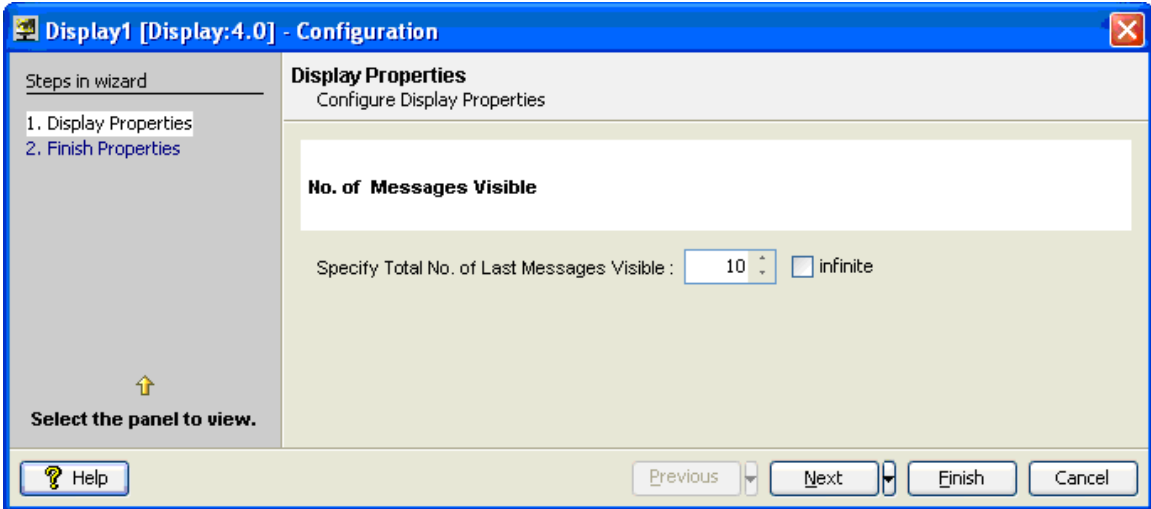 Display1 [Display:4.0] - Configuration
Steps in wizard
1. Display Properties
2. Finish Properties
Select the panel to view.
Display Properties
Configure Display Properties
No. of Messages Visible
Specify Total No. of Last Messages Visible : 10 infinite
Help
Previous Next Finish Cancel